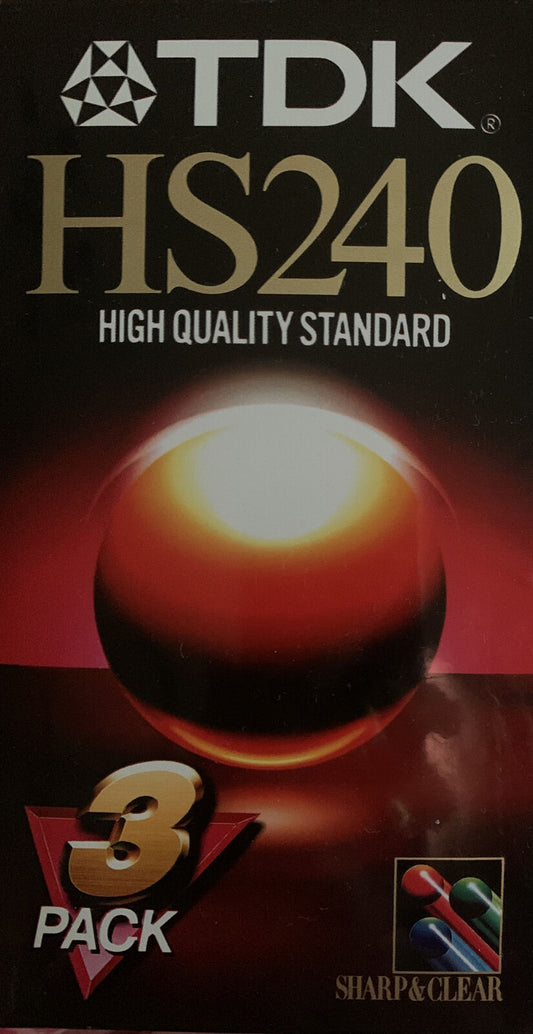 TDK®
HS240
HIGH QUALITY STANDARD
3
PACK
SHARP&CLEAR